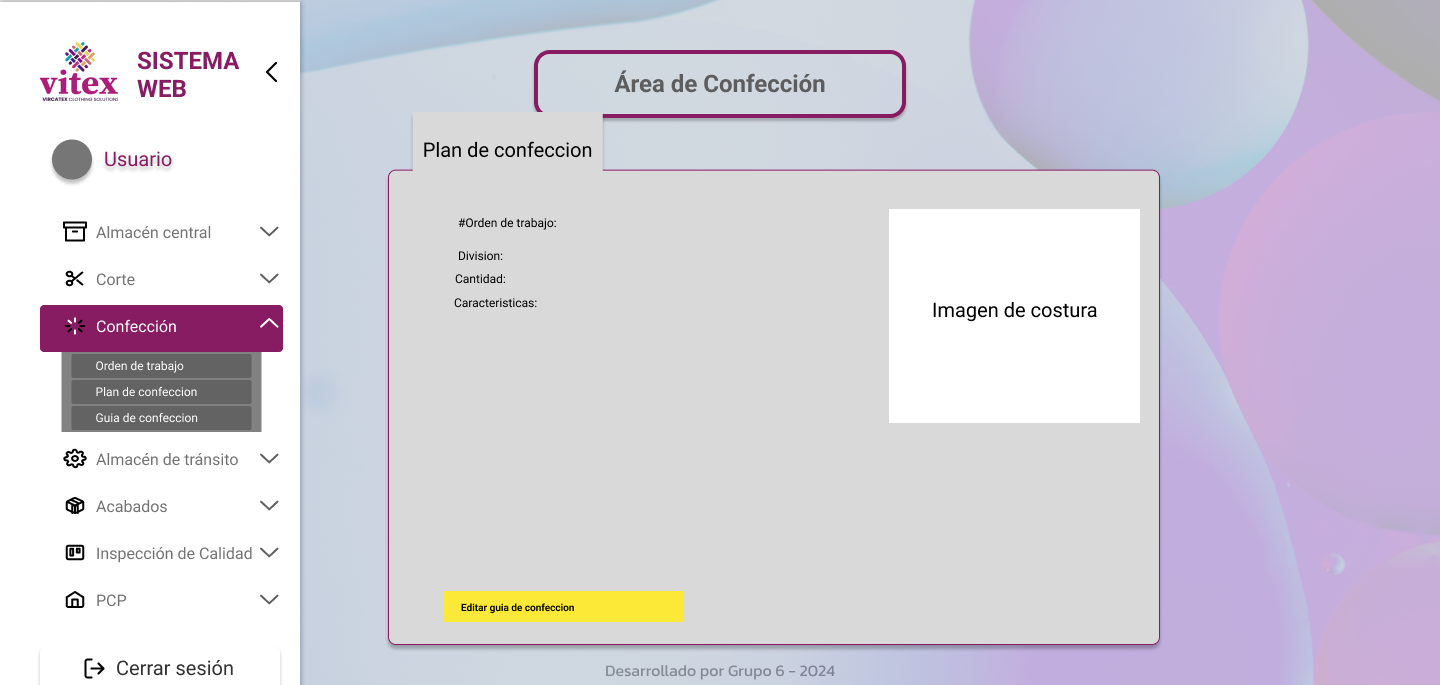 vitex
VIRCATEX CLOTHING SOLUTIONS
SISTEMA
WEB
Usuario
Almacén central
Corte
Confección
Orden de trabajo
Plan de confeccion
Guia de confeccion
Almacén de tránsito
Acabados
Inspección de Calidad
PCP
Cerrar sesión
Área de Confección
Plan de confeccion
#Orden de trabajo:
Division:
Cantidad:
Caracteristicas:
Imagen de costura
Editar guia de confeccion
Desarrollado por Grupo 6 - 2024